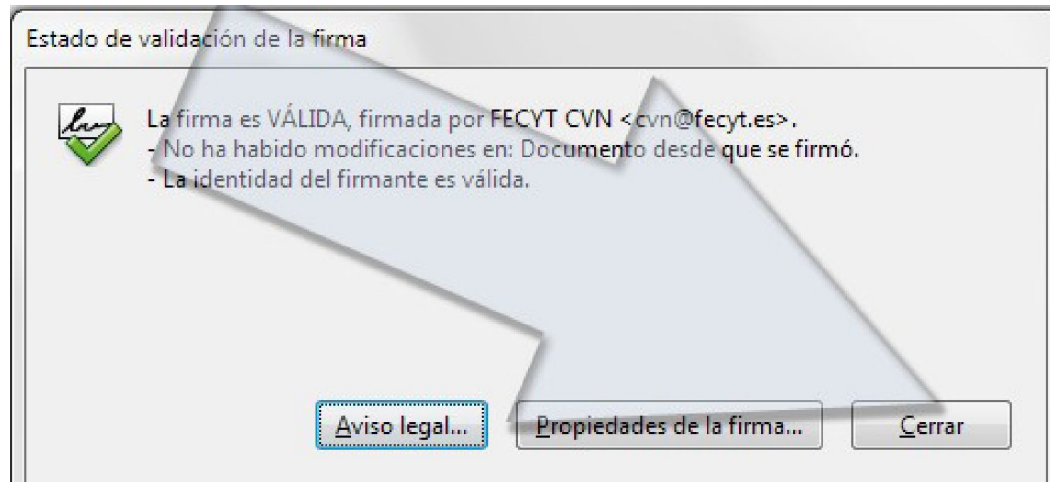 Estado de validación de la firma
La firma es VÁLIDA, firmada por FECYT CVN <cvn@fecyt.es>.
- No ha habido modificaciones en: Documento desde que se firmó.
- La identidad del firmante es válida.
Aviso legal... Propiedades de la firma... Cerrar